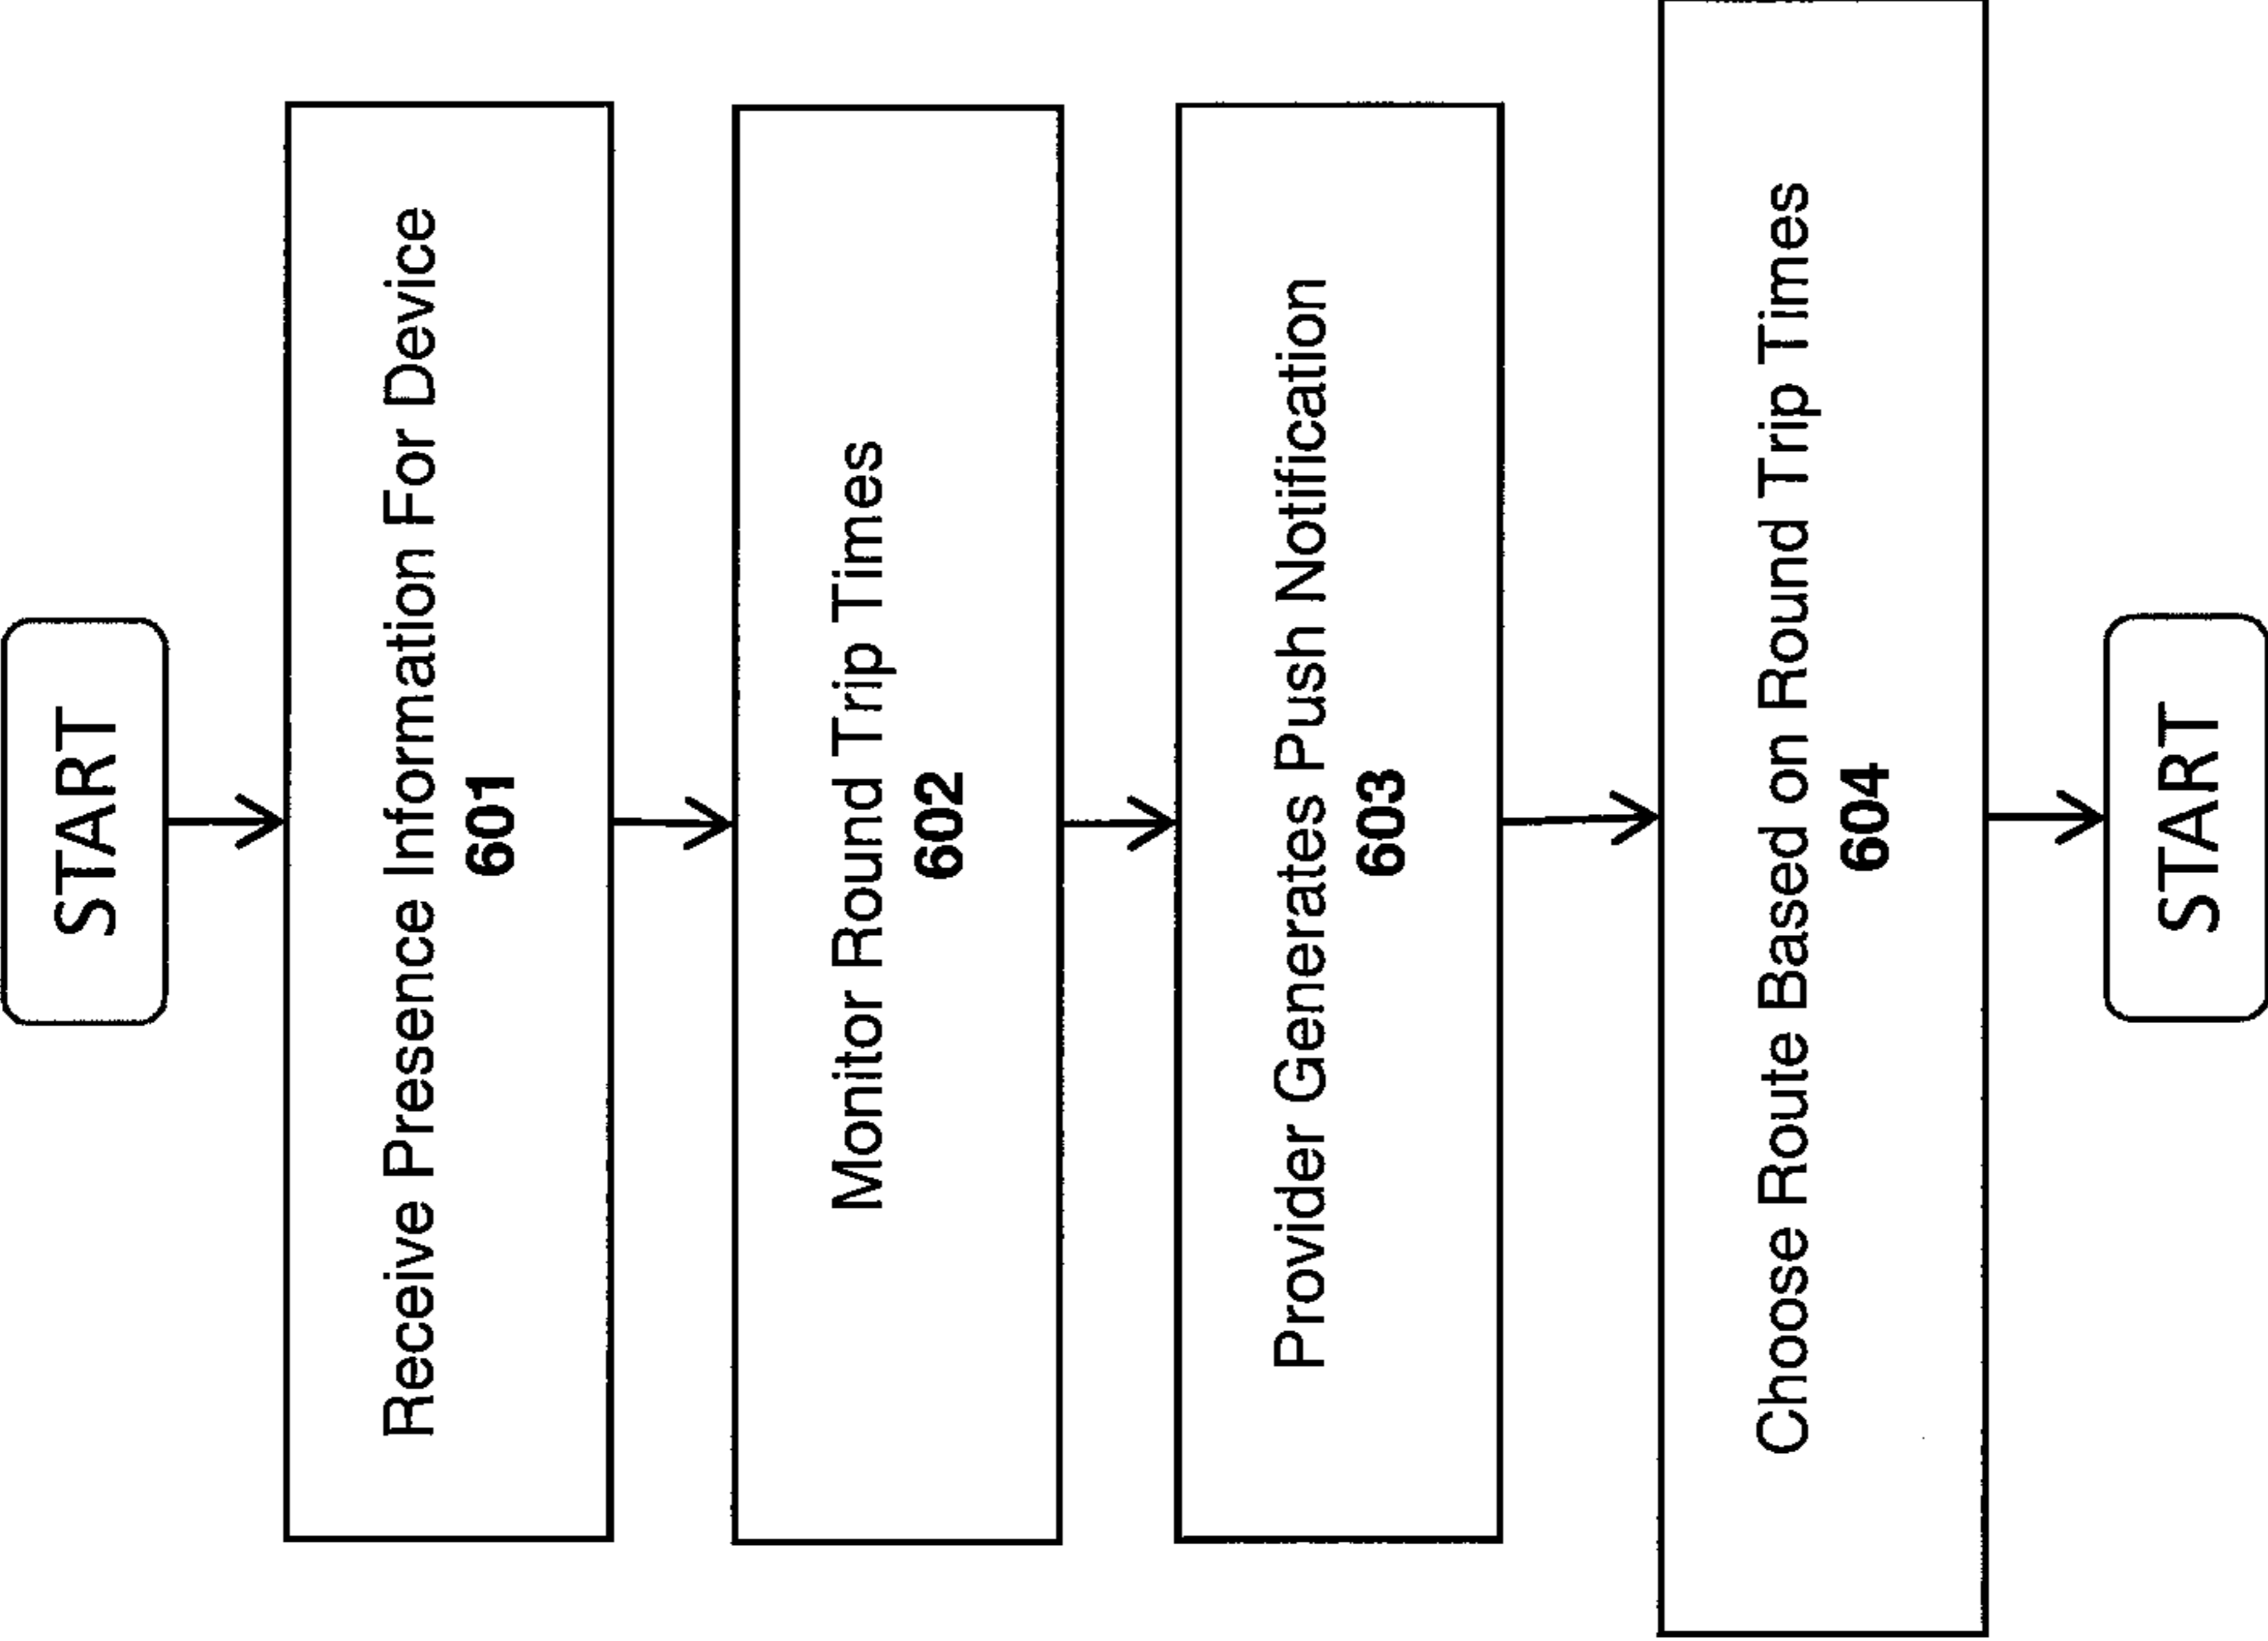 START
Receive Presence Information For Device
601
Monitor Round Trip Times
602
Provider Generates Push Notification
603
Choose Route Based on Round Trip Times
604
START